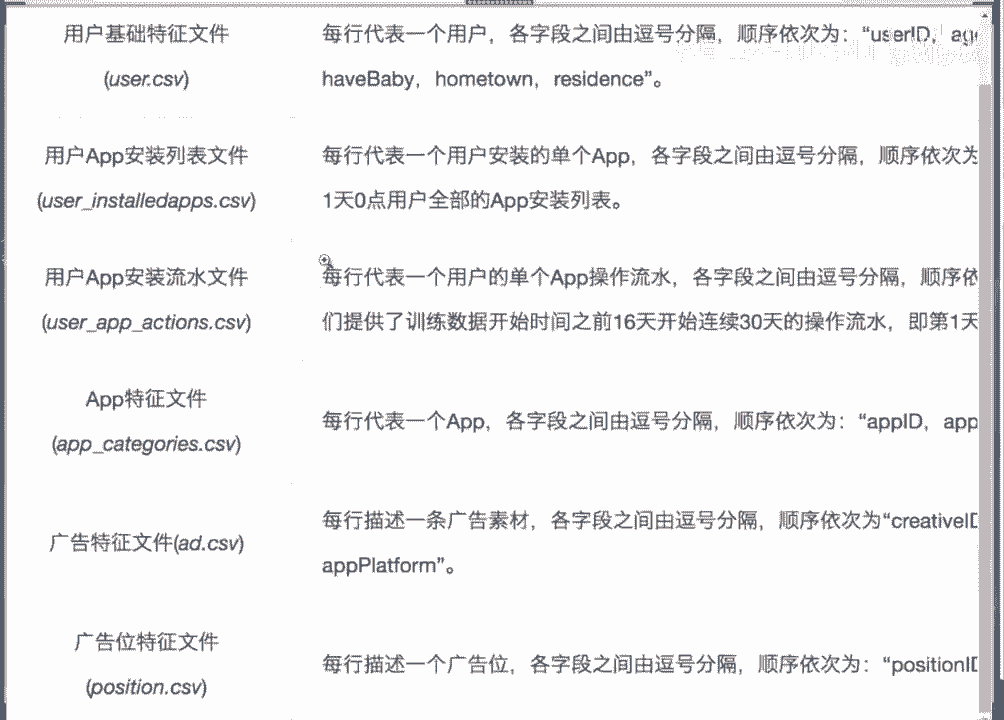 用户基础特征文件
(user.csv)
每行代表一个用户，各字段之间由逗号分隔，顺序依次为：“userID，
haveBaby，hometown，residence”。
用户App安装列表文件
(user_installedapps.csv)
每行代表一个用户安装的单个App，各字段之间由逗号分隔，顺序依次为
1天0点用户全部的App安装列表。
用户App安装流水文件
(user_app_actions.csv)
每行代表一个用户的单个App操作流水，各字段之间由逗号分隔，顺序依
们提供了训练数据开始时间之前16天开始连续30天的操作流水，即第1天
App特征文件
(app_categories.csv)
每行代表一个App，各字段之间由逗号分隔，顺序依次为：“appID，app
广告特征文件(ad.csv)
每行描述一条广告素材，各字段之间由逗号分隔，顺序依次为“creativeID
appPlatform”。
广告位特征文件
(position.csv)
每行描述一个广告位，各字段之间由逗号分隔，顺序依次为：“positionID